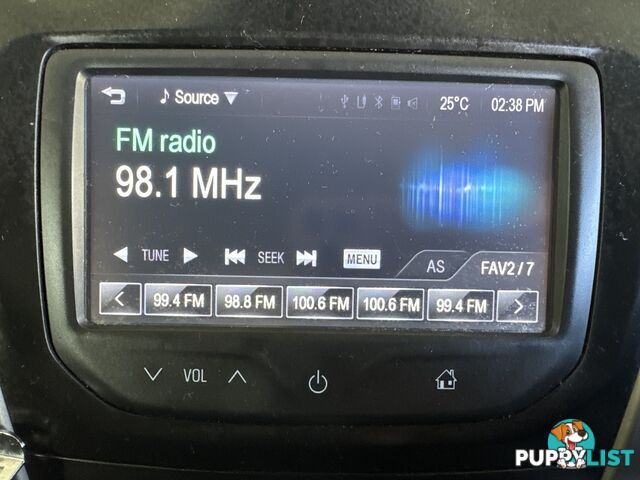 Source 25°C 02:38 PM
FM radio
98.1 MHz
TUNE SEEK MENU AS FAV2 / 7
99.4 FM 98.8 FM 100.6 FM 100.6 FM 99.4 FM
VOL
PUPPYLIST